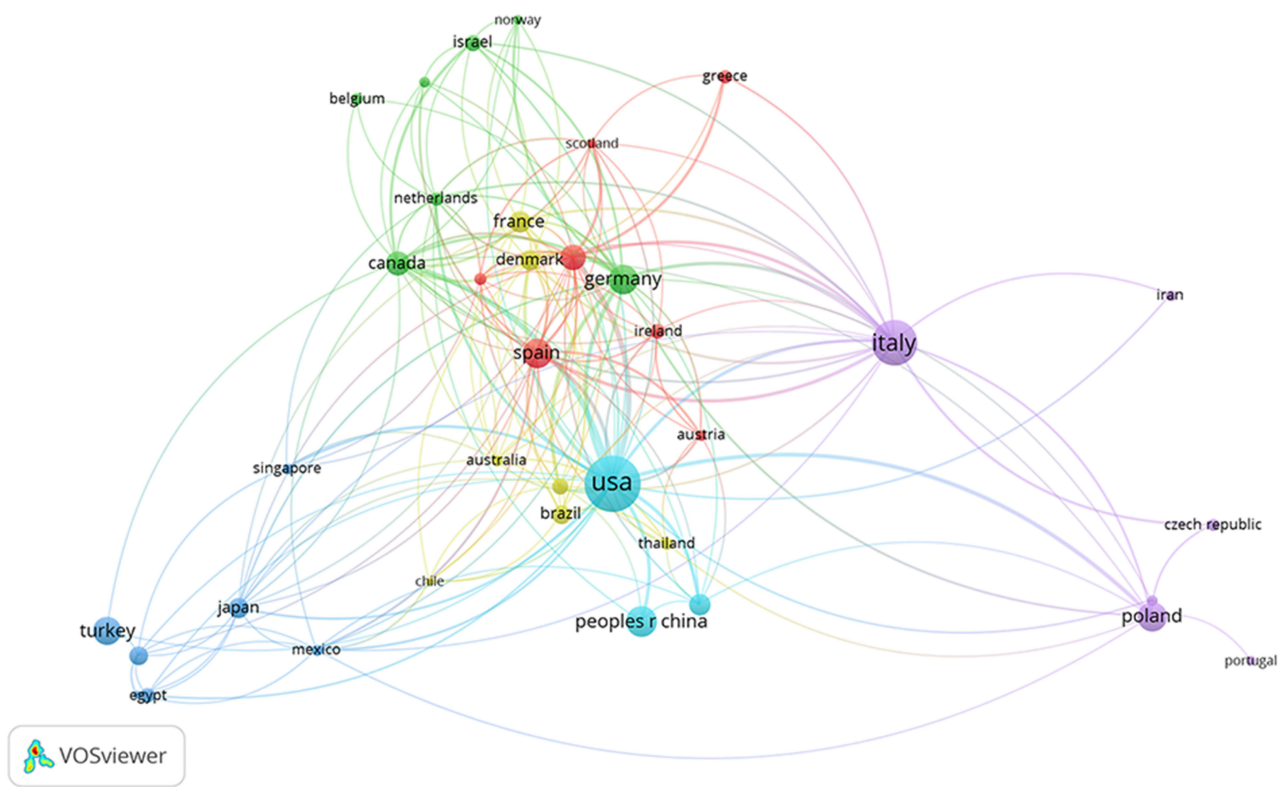 norway
israel
greece
belgium
scotland
netherlands
france
canada
denmark
germany
iran
ireland
italy
spain
austria
australia
singapore
usa
brazil
czech republic
thailand
chile
japan
poland
peoples r china
turkey
mexico
portugal
egypt
VOSviewer